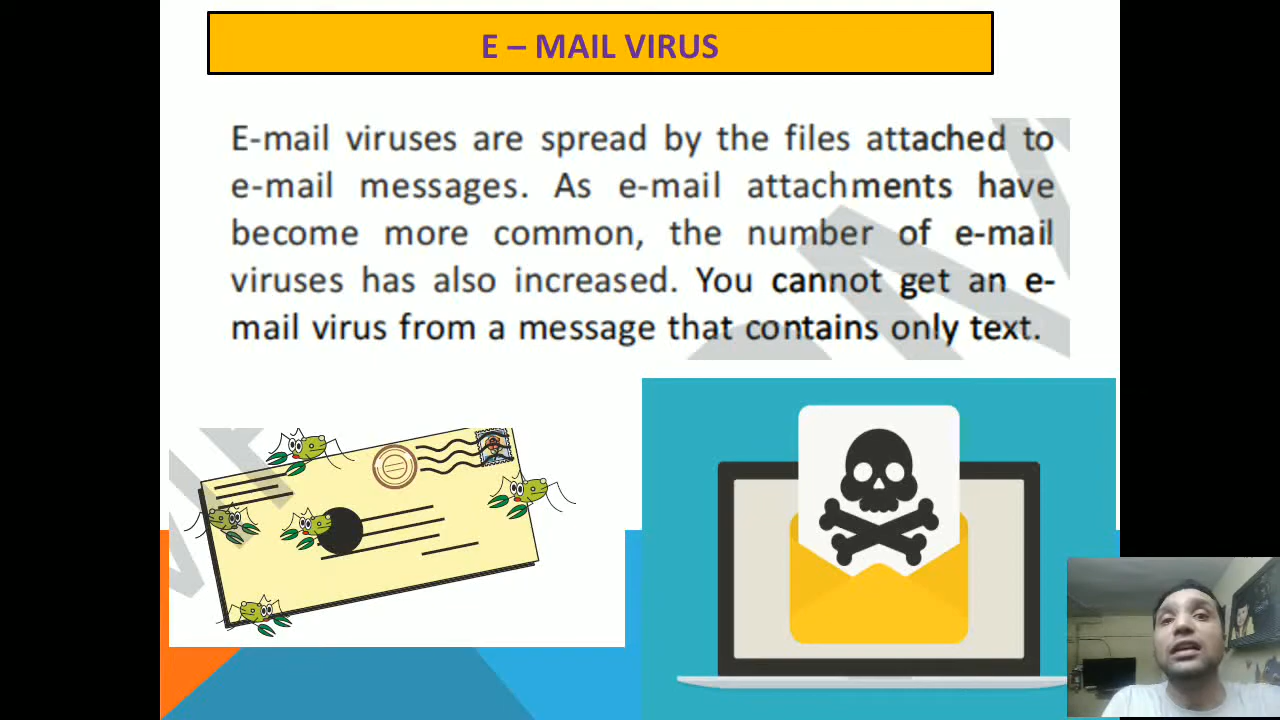 E – MAIL VIRUS
E-mail viruses are spread by the files attached to
e-mail messages. As e-mail attachments have
become more common, the number of e-mail
viruses has also increased. You cannot get an e-
mail virus from a message that contains only text.